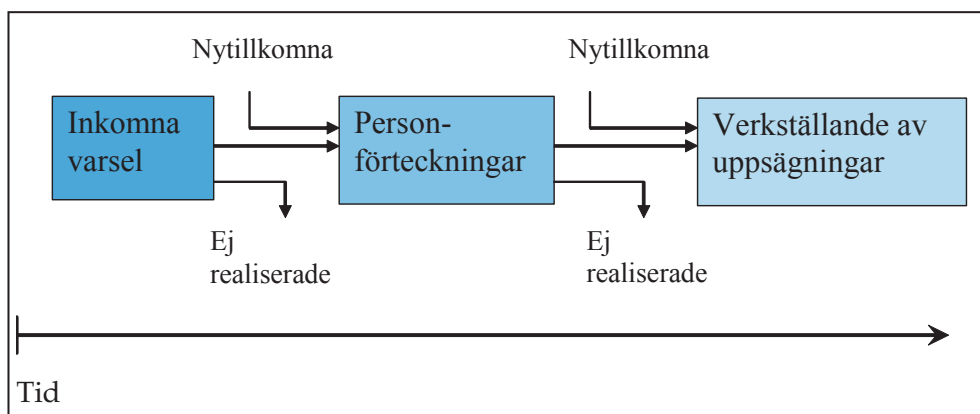 Nytillkomna
Nytillkomna
Inkomna
varsel
Person-
förteckningar
Verkställande av
uppsägningar
Ej
realiserade
Ej
realiserade
Tid